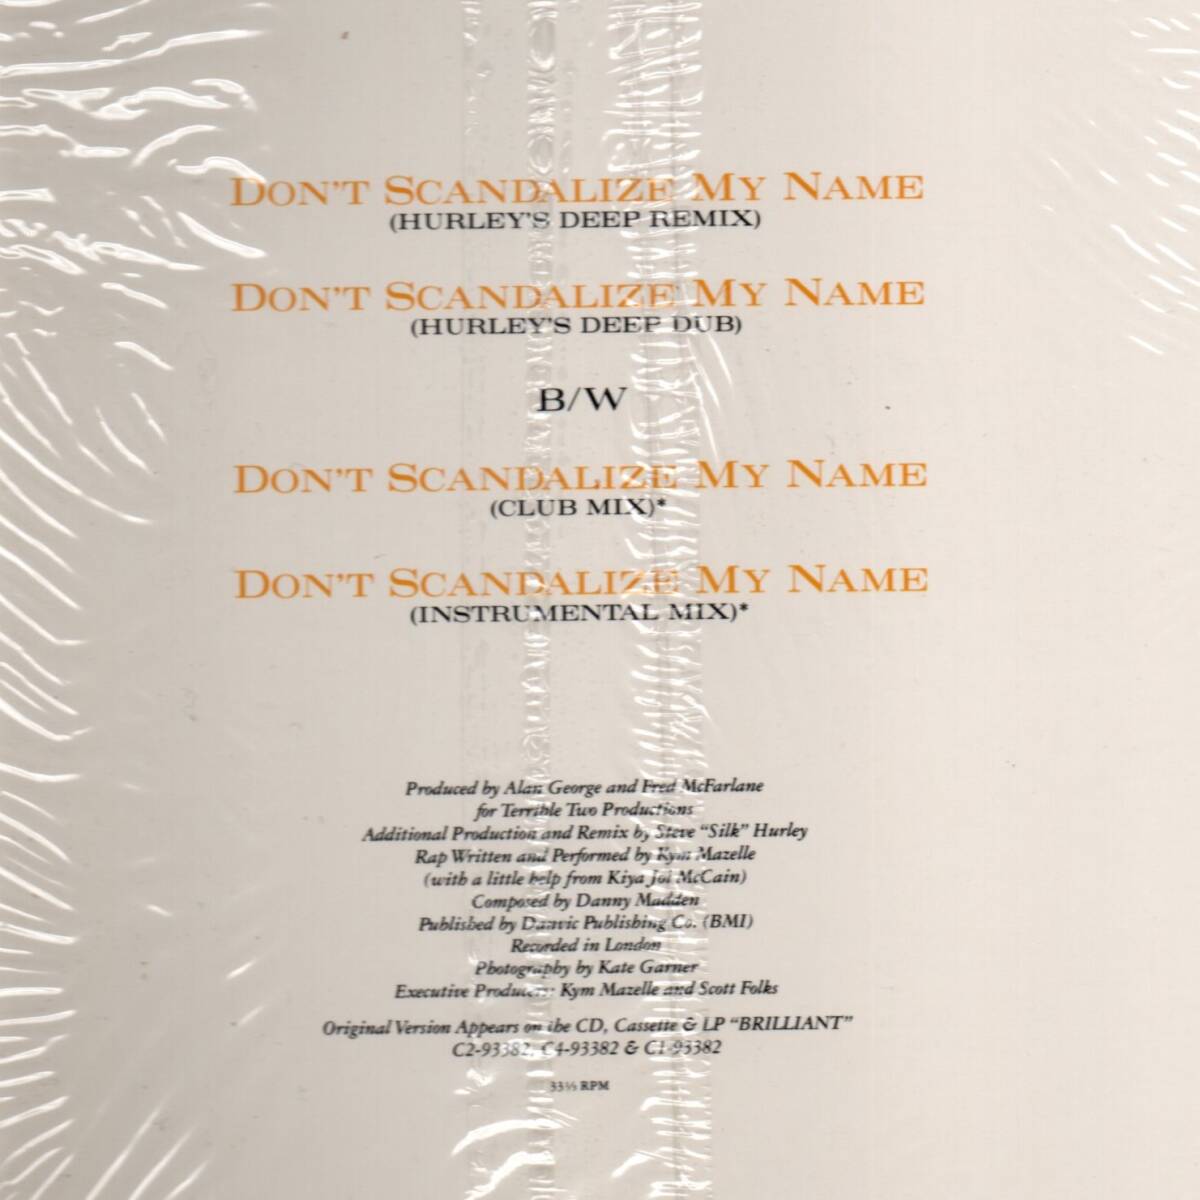 DON'T SCANDALIZE MY NAME
(HURLEY'S DEEP REMIX)
DON'T SCANDALIZE MY NAME
(HURLEY'S DEEP DUB)
B/W
DON'T SCANDALIZE MY NAME
(CLUB MIX)*
DON'T SCANDALIZE MY NAME
(INSTRUMENTAL MIX)*
Produced by Alan George and Fred McFarlane
for Terrible Two Productions
Additional Production and Remix by Steve “Silk” Hurley
Rap Written and Performed by Kym Mazelle
(with a little help from Kiya Joi McCain)
Composed by Danny Madden
Published by Danvic Publishing Co. (BMI)
Recorded in London
Photography by Kate Garner
Executive Producers: Kym Mazelle and Scott Folks
Original Version Appears on the CD, Cassette & LP “BRILLIANT”
C2-93382, C4-93382 & C1-93382
33⅓ RPM